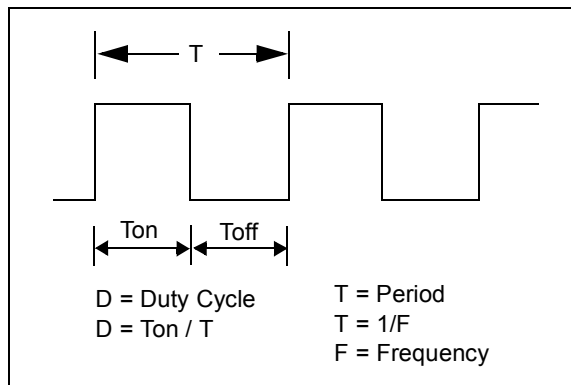 T
Ton
Toff
D = Duty Cycle
D = Ton / T
T = Period
T = 1/F
F = Frequency